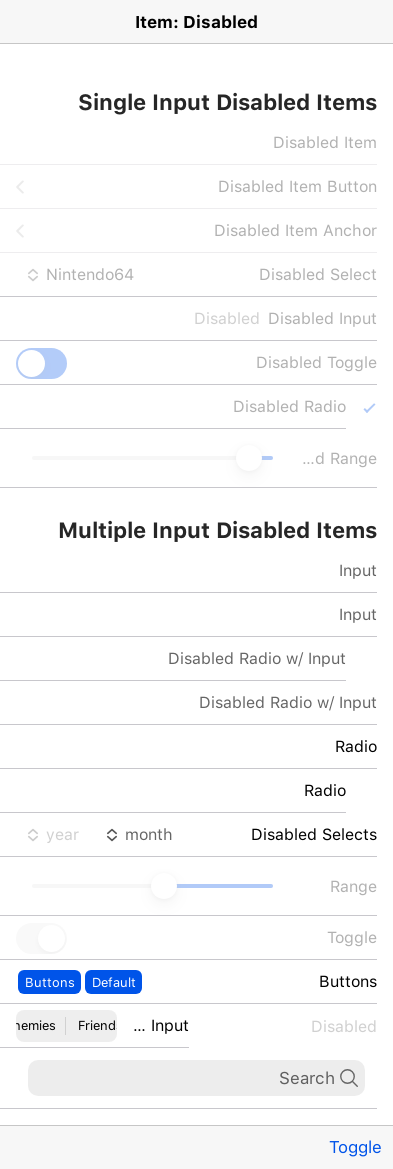 Item: Disabled
Single Input Disabled Items
Disabled Item
Disabled Item Button
Disabled Item Anchor
Disabled Select Nintendo64
Disabled Input Disabled
Disabled Toggle
Disabled Radio
...d Range
Multiple Input Disabled Items
Input
Input
Disabled Radio w/ Input
Disabled Radio w/ Input
Radio
Radio
Disabled Selects month year
Range
Toggle
Buttons Default Buttons
Disabled Input ... Friend nemies
Search
Toggle